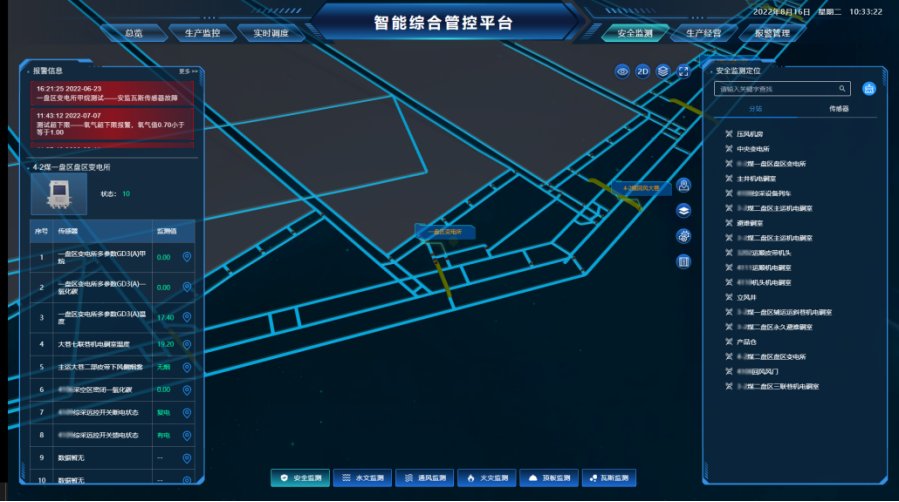 智能综合管控平台
2022年8月16日 星期二 10:33:22
总览
生产监控
实时调度
安全监测
生产经营
报警管理
报警信息
更多>>
16:21:25 2022-06-23
一盘区变电所甲烷测试——安监瓦斯传感器故障
11:43:12 2022-07-07
测试超下限——氧气超下限报警，氧气值0.70小于
等于1.00
4-2煤一盘区盘区变电所
状态: 10
序号 传感器 监测值
1 一盘区变电所多参数GD3(A)甲
烷 0.00
2 一盘区变电所多参数GD3(A)一
氧化碳 0.00
3 一盘区变电所多参数GD3(A)温
度 17.40
4 大巷七联巷机电硐室温度 19.20
5 主运大巷二部皮带下风侧烟雾 无烟
6 采空区密闭一氧化碳 0.00
7 综采远控开关断电状态 复电
8 综采远控开关馈电状态 有电
9 数据暂无 --
10 数据暂无 --
2D
一盘区变电所
4-2煤回风大巷
安全监测定位
请输入关键字查找
分站
传感器
压风机房
中央变电所
煤一盘区盘区变电所
主井机电硐室
综采设备列车
煤二盘区主运机电硐室
避难硐室
煤二盘区主运机电硐室
运顺皮带机头
运顺机电硐室
机头机电硐室
立风井
煤一盘区辅运运斜巷机电硐室
煤二盘区永久避难硐室
产品仓
煤二盘区盘区变电所
回风风门
煤二盘区三联巷机电硐室
安全监测
水文监测
通风监测
火灾监测
顶板监测
瓦斯监测